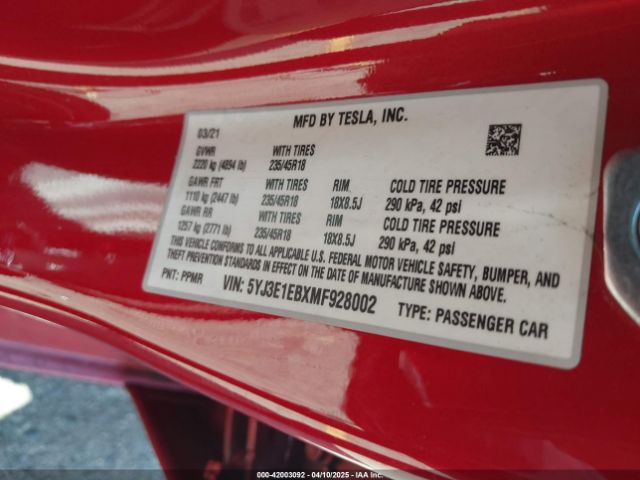 MFD BY TESLA, INC.
03/21
GVWR WITH TIRES
2220 kg (4894 lb) 235/45R18
GAWR FRT WITH TIRES RIM COLD TIRE PRESSURE
1110 kg (2447 lb) 235/45R18 18X8.5J 290 kPa, 42 psi
GAWR RR WITH TIRES RIM COLD TIRE PRESSURE
1257 kg (2771 lb) 235/45R18 18X8.5J 290 kPa, 42 psi
THIS VEHICLE CONFORMS TO ALL APPLICABLE U.S. FEDERAL MOTOR VEHICLE SAFETY, BUMPER, AND
THEFT PREVENTION STANDARDS IN EFFECT ON THE DATE OF MANUFACTURE SHOWN ABOVE.
PNT: PPMR VIN: 5YJ3E1EBXMF928002 TYPE: PASSENGER CAR
000-42003092 - 04/10/2025 - IAA Inc.